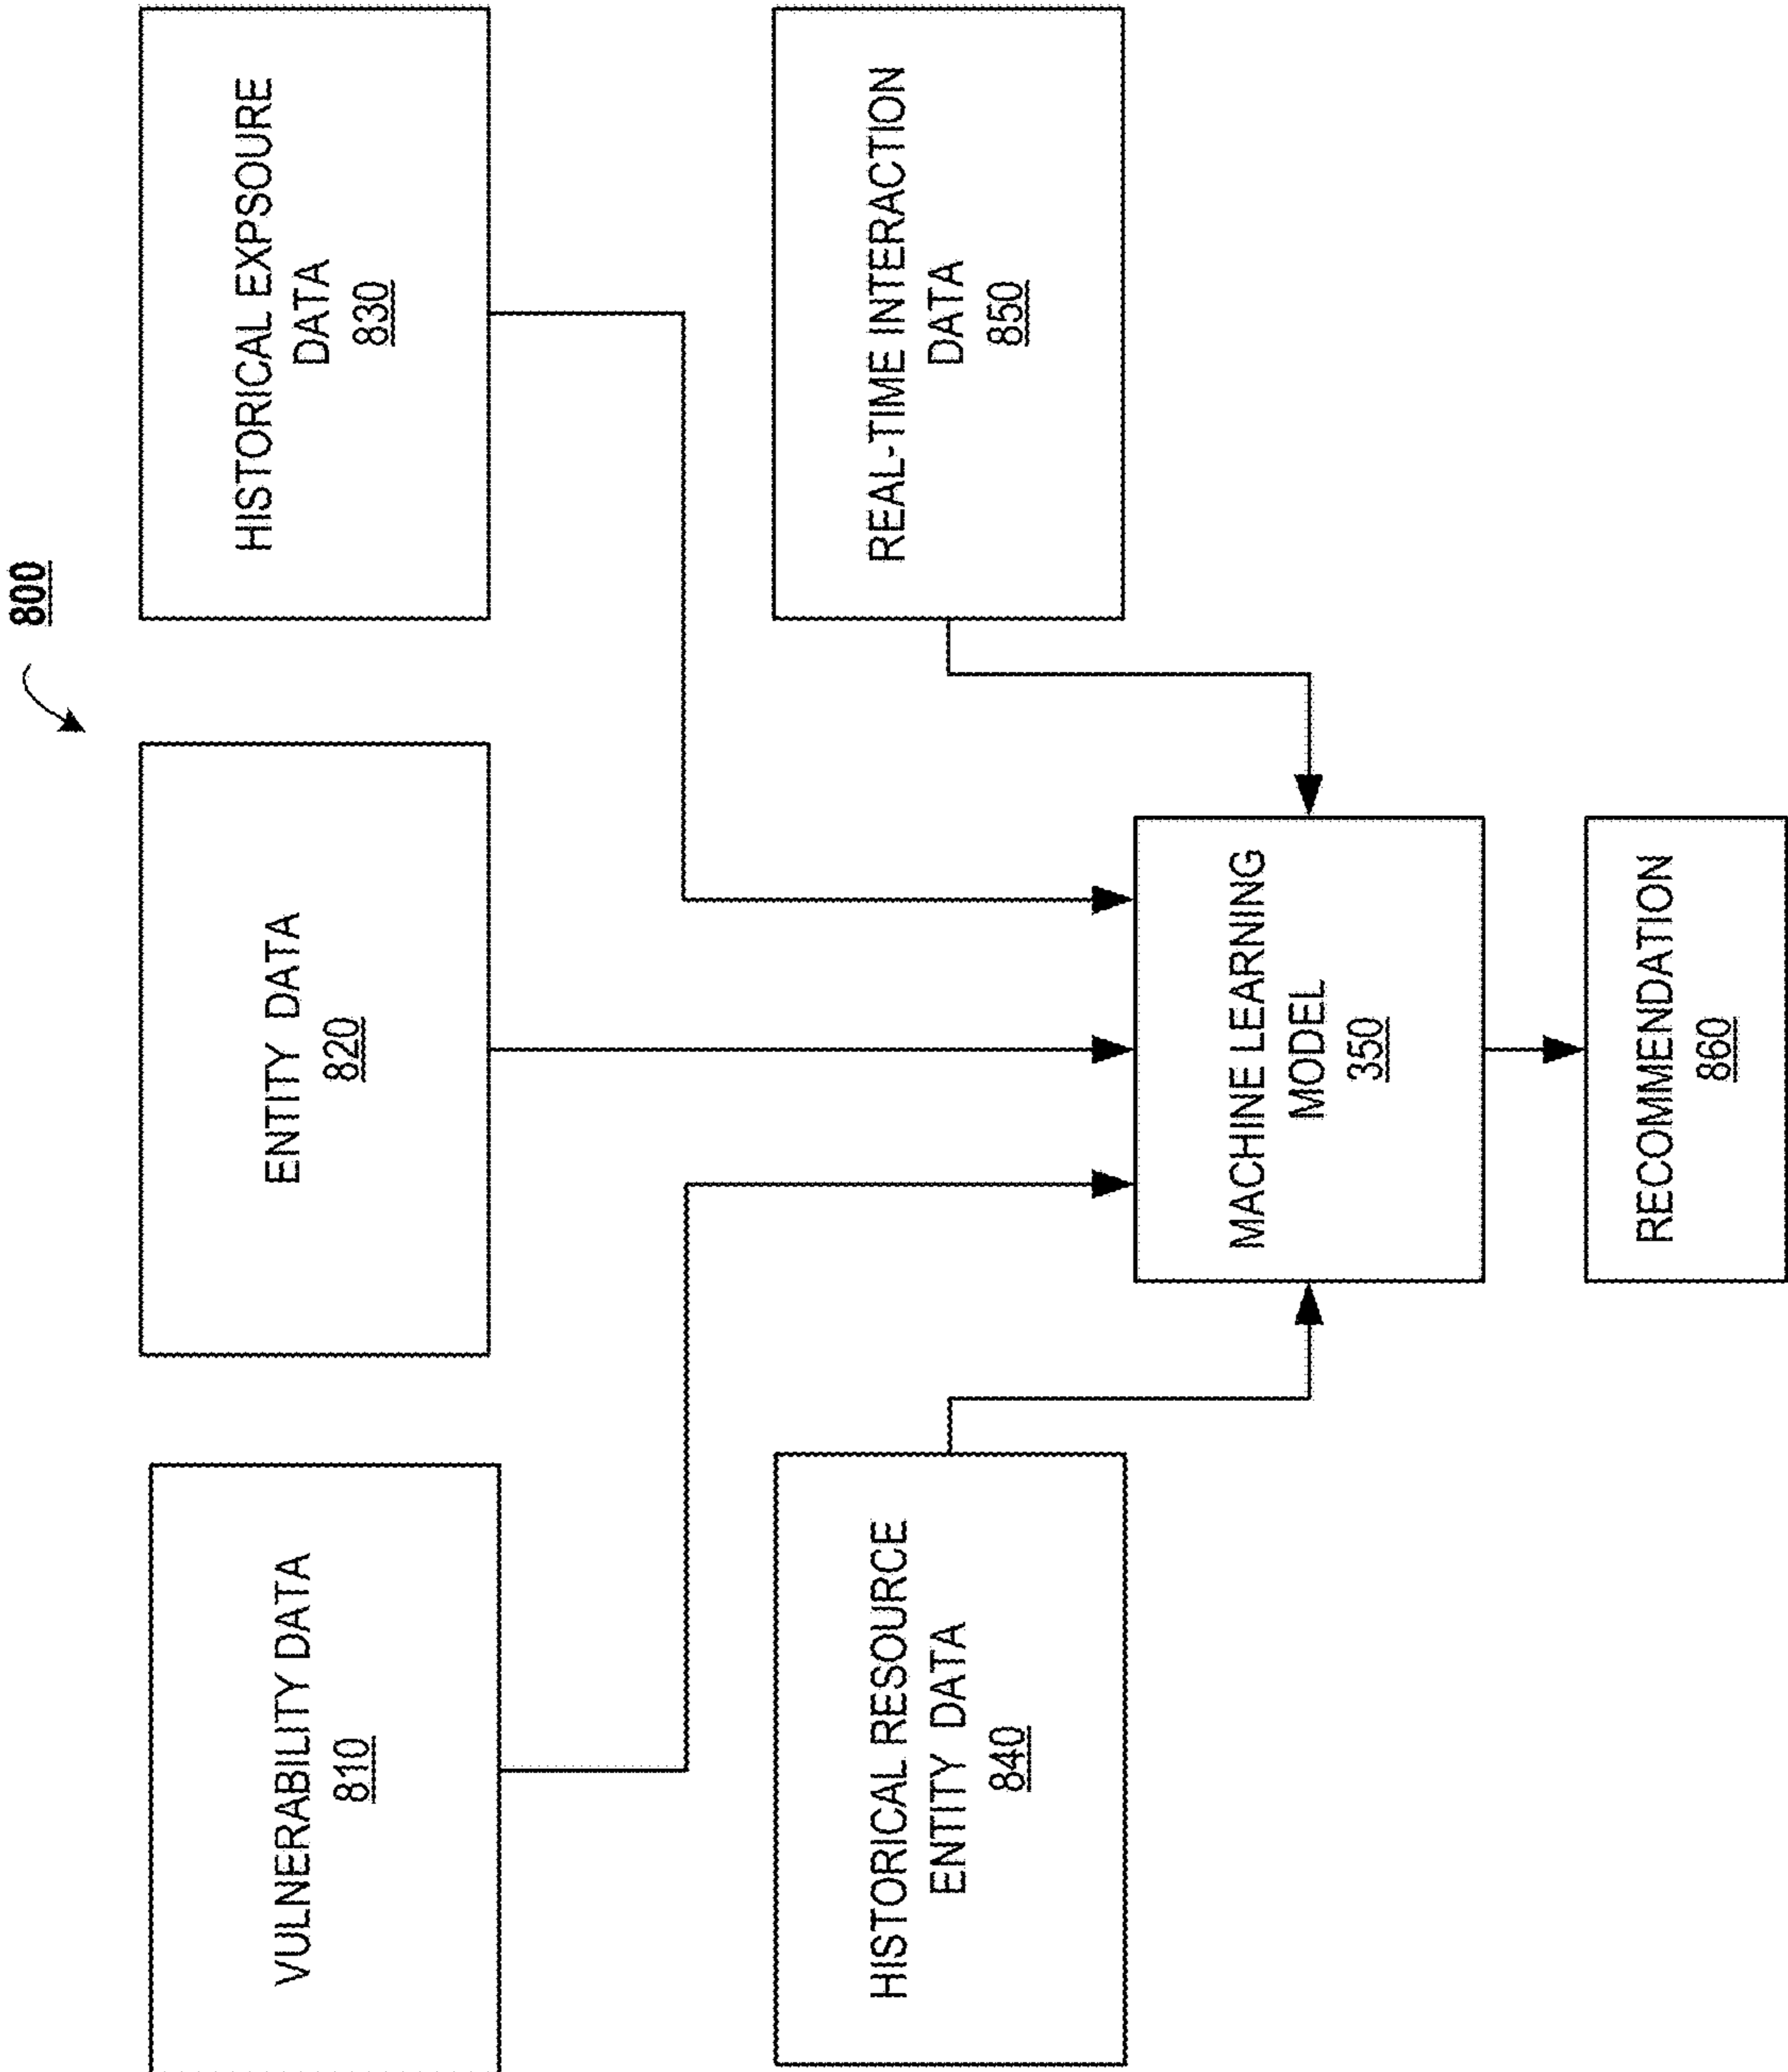 800
VULNERABILITY DATA
810
ENTITY DATA
820
HISTORICAL EXPSOURE
DATA
830
HISTORICAL RESOURCE
ENTITY DATA
840
REAL-TIME INTERACTION
DATA
850
MACHINE LEARNING
MODEL
350
RECOMMENDATION
860